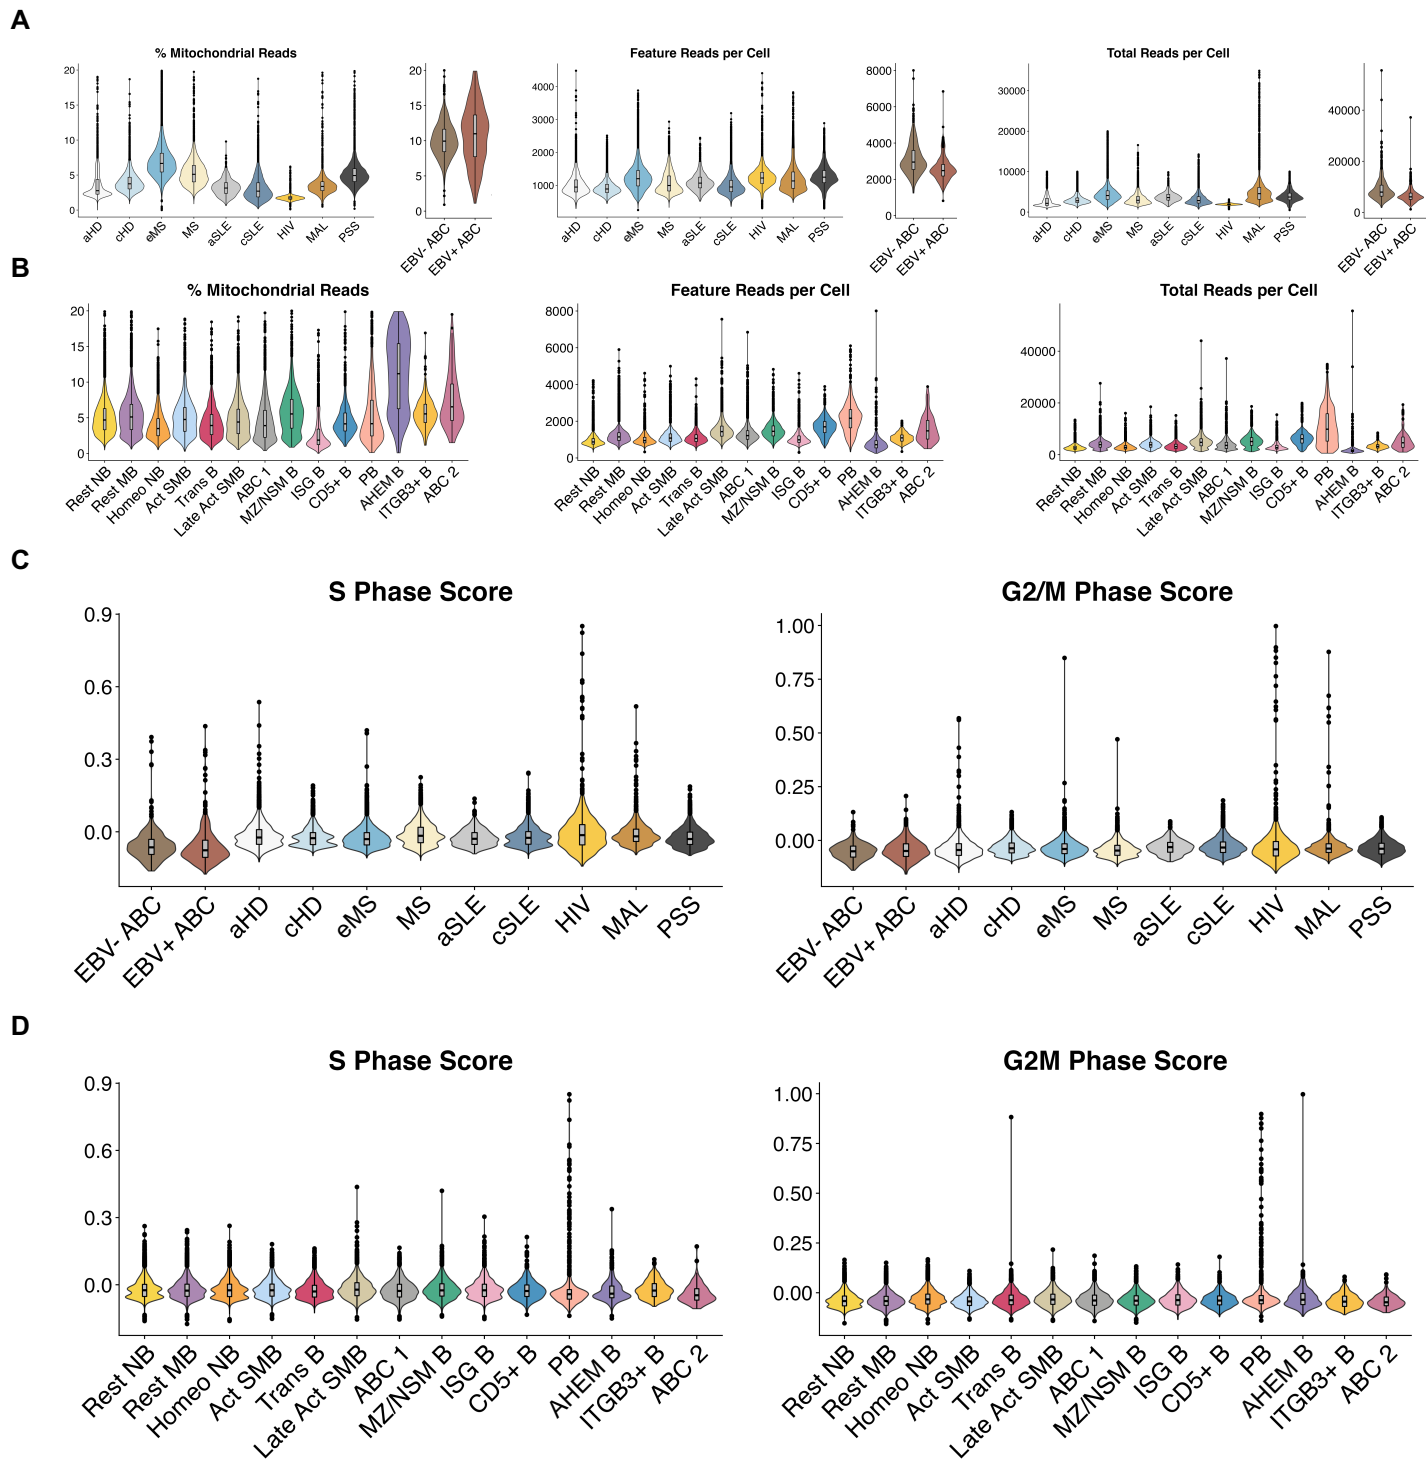 A
% Mitochondrial Reads
Feature Reads per Cell
Total Reads per Cell
20
15
10
5
0
aHD
cHD
eMS
MS
aSLE
cSLE
HIV
MAL
PSS
20
15
10
5
0
EBV- ABC
EBV+ ABC
4000
3000
2000
1000
aHD
cHD
eMS
MS
aSLE
cSLE
HIV
MAL
PSS
8000
6000
4000
2000
0
EBV- ABC
EBV+ ABC
30000
20000
10000
0
aHD
cHD
eMS
MS
aSLE
cSLE
HIV
MAL
PSS
40000
20000
0
EBV- ABC
EBV+ ABC
B
% Mitochondrial Reads
Feature Reads per Cell
Total Reads per Cell
20
15
10
5
0
Rest NB
Rest MB
Homeo NB
Act SMB
Trans B
Late Act SMB
ABC 1
MZ/NSM B
ISG B
CD5+ B
PB
AHEM B
ITGB3+ B
ABC 2
8000
6000
4000
2000
0
Rest NB
Rest MB
Homeo NB
Act SMB
Trans B
Late Act SMB
ABC 1
MZ/NSM B
ISG B
CD5+ B
PB
AHEM B
ITGB3+ B
ABC 2
40000
20000
0
Rest NB
Rest MB
Homeo NB
Act SMB
Trans B
Late Act SMB
ABC 1
MZ/NSM B
ISG B
CD5+ B
PB
AHEM B
ITGB3+ B
ABC 2
C
S Phase Score
G2/M Phase Score
0.9
0.6
0.3
0.0
EBV- ABC
EBV+ ABC
aHD
cHD
eMS
MS
aSLE
cSLE
HIV
MAL
PSS
1.00
0.75
0.50
0.25
0.00
EBV- ABC
EBV+ ABC
aHD
cHD
eMS
MS
aSLE
cSLE
HIV
MAL
PSS
D
S Phase Score
G2M Phase Score
0.9
0.6
0.3
0.0
Rest NB
Rest MB
Homeo NB
Act SMB
Trans B
Late Act SMB
ABC 1
MZ/NSM B
ISG B
CD5+ B
PB
AHEM B
ITGB3+ B
ABC 2
1.00
0.75
0.50
0.25
0.00
Rest NB
Rest MB
Homeo NB
Act SMB
Trans B
Late Act SMB
ABC 1
MZ/NSM B
ISG B
CD5+ B
PB
AHEM B
ITGB3+ B
ABC 2